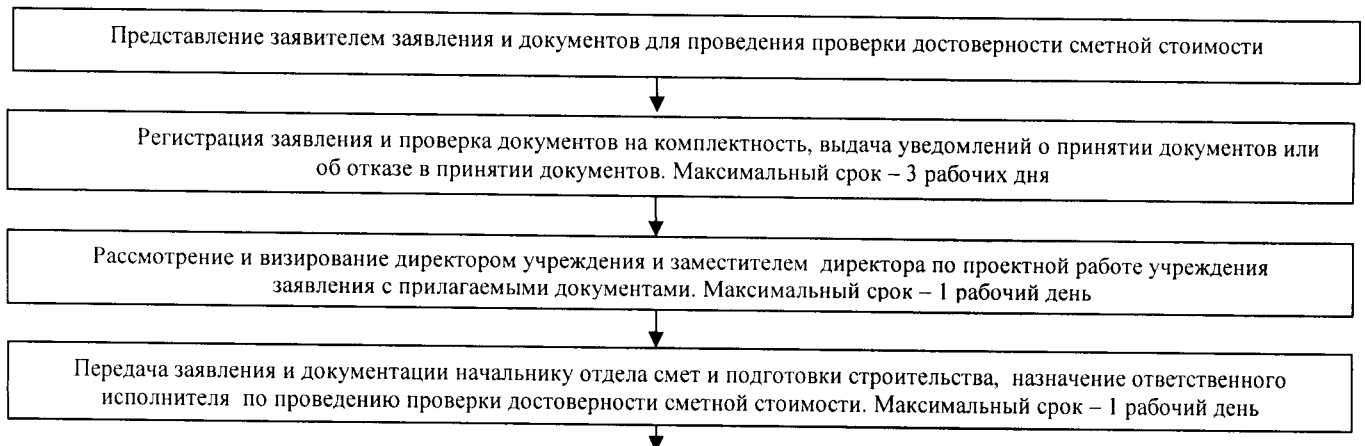 Представление заявителем заявления и документов для проведения проверки достоверности сметной стоимости
Регистрация заявления и проверка документов на комплектность, выдача уведомлений о принятии документов или
об отказе в принятии документов. Максимальный срок – 3 рабочих дня
Рассмотрение и визирование директором учреждения и заместителем директора по проектной работе учреждения
заявления с прилагаемыми документами. Максимальный срок – 1 рабочий день
Передача заявления и документации начальнику отдела смет и подготовки строительства, назначение ответственного
исполнителя по проведению проверки достоверности сметной стоимости. Максимальный срок – 1 рабочий день